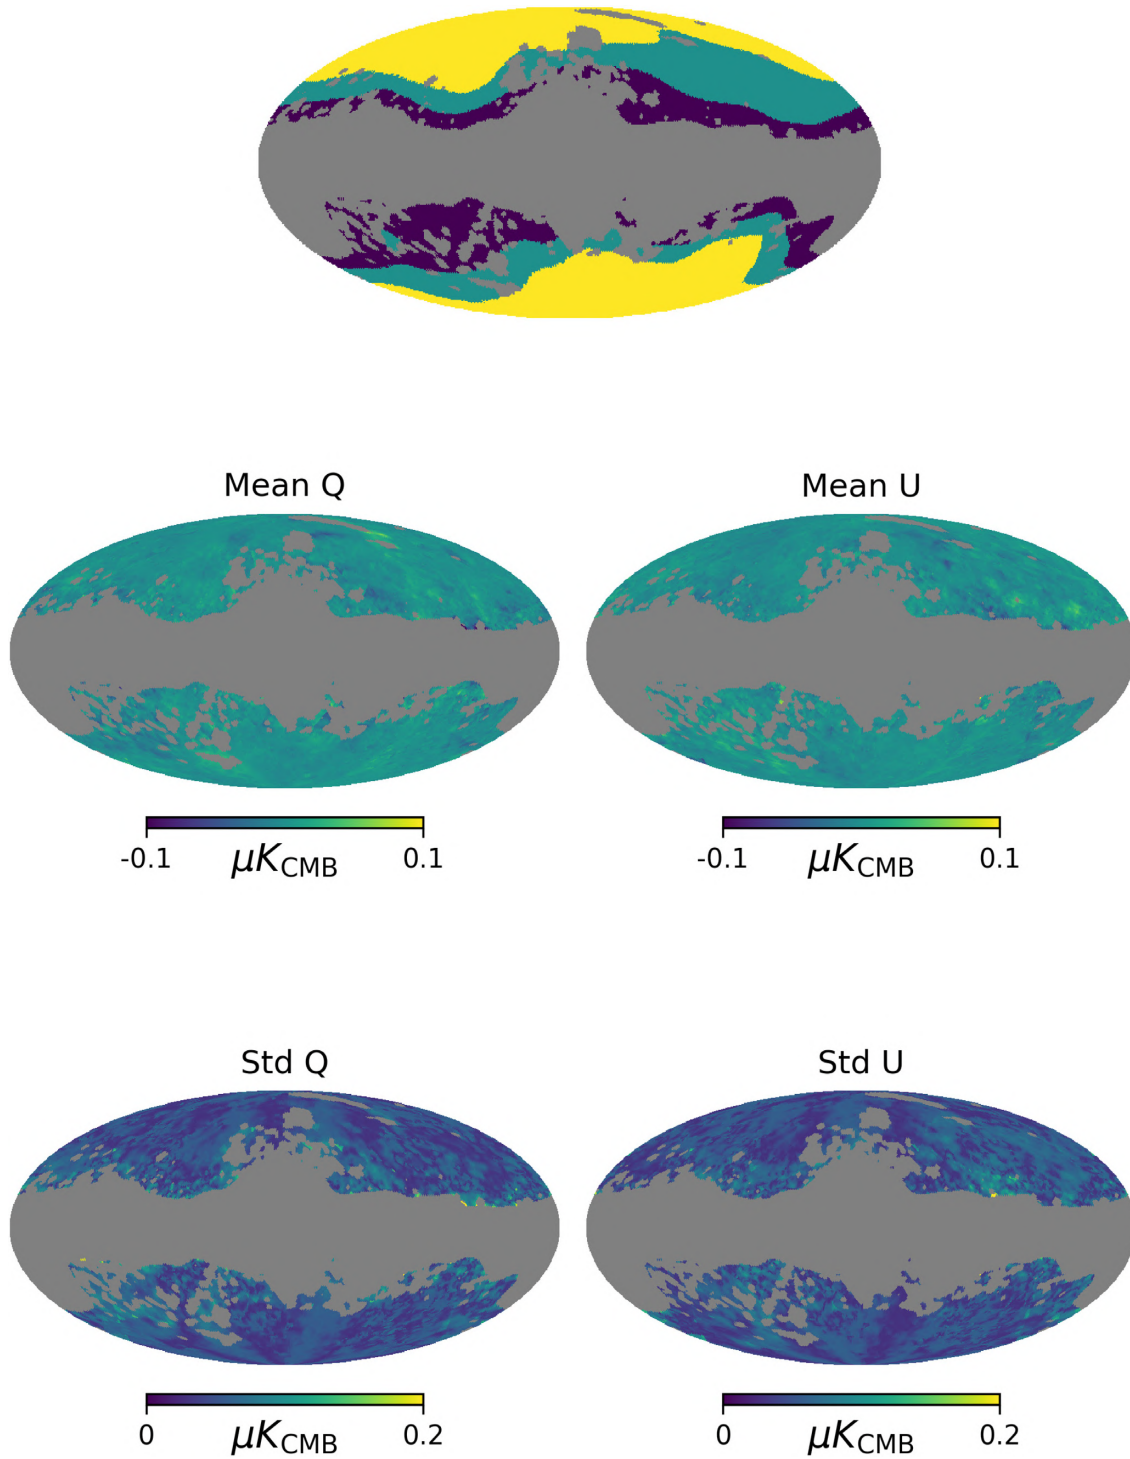 Mean Q
Mean U
-0.1 μK_CMB 0.1
-0.1 μK_CMB 0.1
Std Q
Std U
0 μK_CMB 0.2
0 μK_CMB 0.2